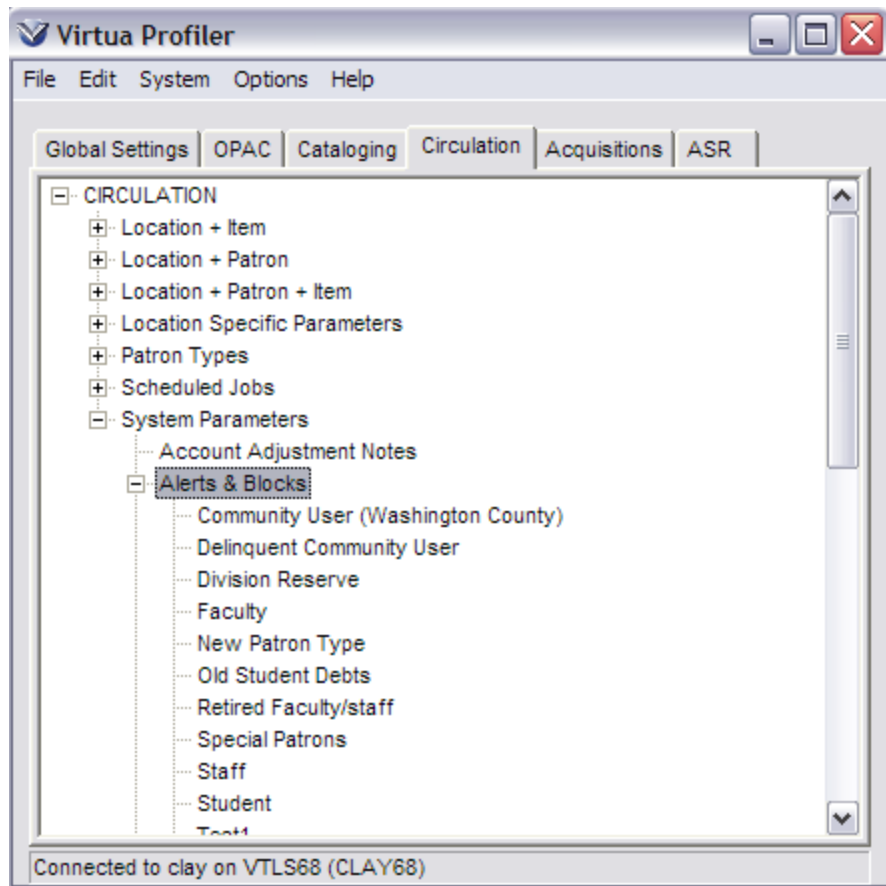 Virtua Profiler
File Edit System Options Help
Global Settings OPAC Cataloging Circulation Acquisitions ASR
CIRCULATION
Location + Item
Location + Patron
Location + Patron + Item
Location Specific Parameters
Patron Types
Scheduled Jobs
System Parameters
Account Adjustment Notes
Alerts & Blocks
Community User (Washington County)
Delinquent Community User
Division Reserve
Faculty
New Patron Type
Old Student Debts
Retired Faculty/staff
Special Patrons
Staff
Student
Test1
Connected to clay on VTLS68 (CLAY68)